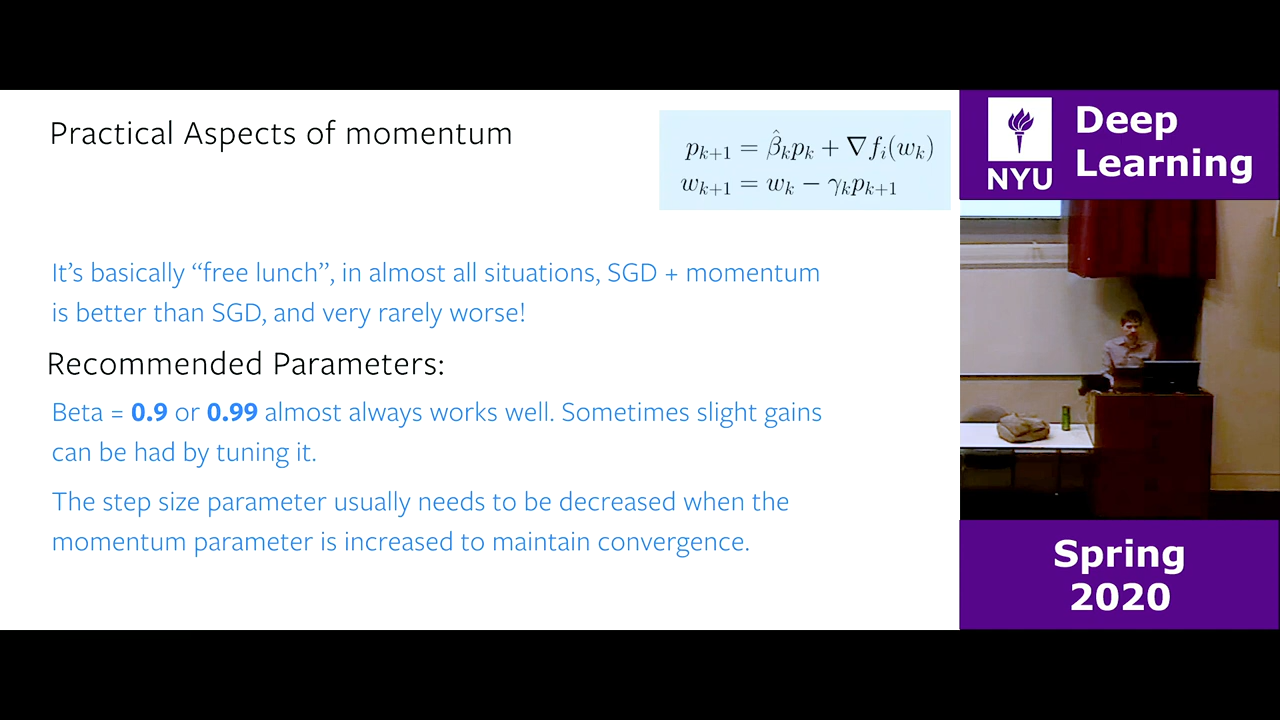 Practical Aspects of momentum
p_{k+1} = \hat{β}_k p_k + ∇f_i(w_k)
w_{k+1} = w_k − γ_k p_{k+1}
It's basically “free lunch”, in almost all situations, SGD + momentum
is better than SGD, and very rarely worse!
Recommended Parameters:
Beta = 0.9 or 0.99 almost always works well. Sometimes slight gains
can be had by tuning it.
The step size parameter usually needs to be decreased when the
momentum parameter is increased to maintain convergence.
NYU
Deep
Learning
Spring
2020